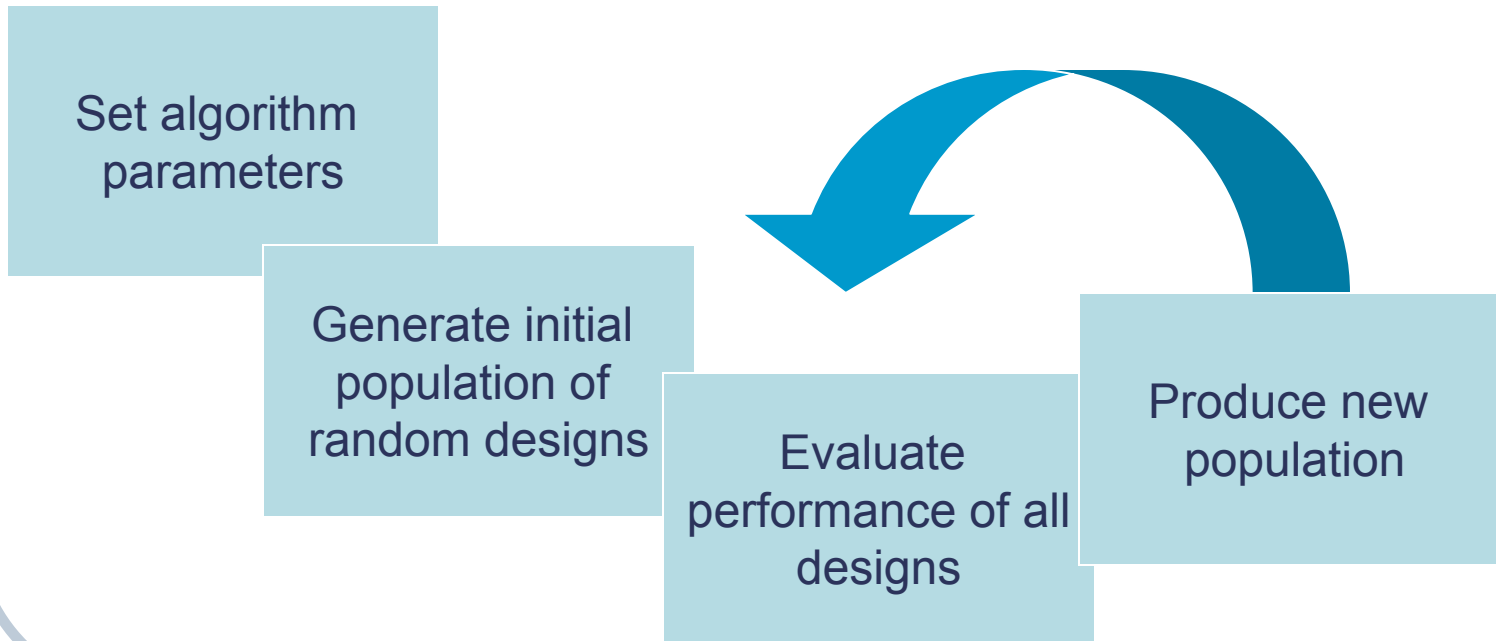 Set algorithm
parameters
Generate initial
population of
random designs
Evaluate
performance of all
designs
Produce new
population